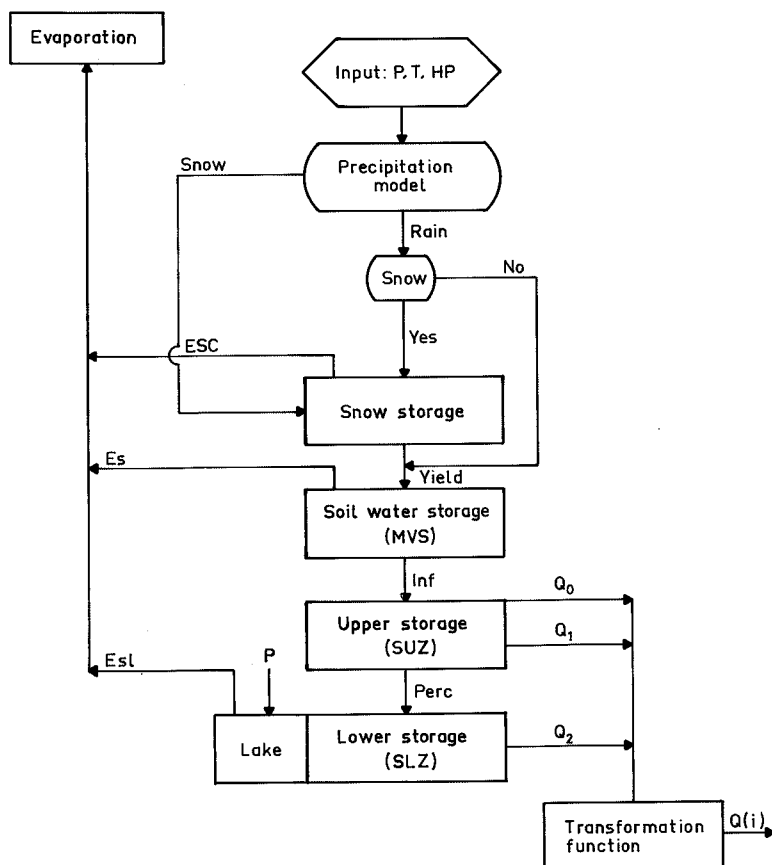 Evaporation
Input: P, T, HP
Snow
Precipitation
model
Rain
Snow
No
Yes
ESC
Snow storage
Es
Yield
Soil water storage
(MVS)
Inf
Q0
Upper storage
(SUZ)
Q1
Esl
P
Perc
Lake
Lower storage
(SLZ)
Q2
Transformation
function
Q(i)